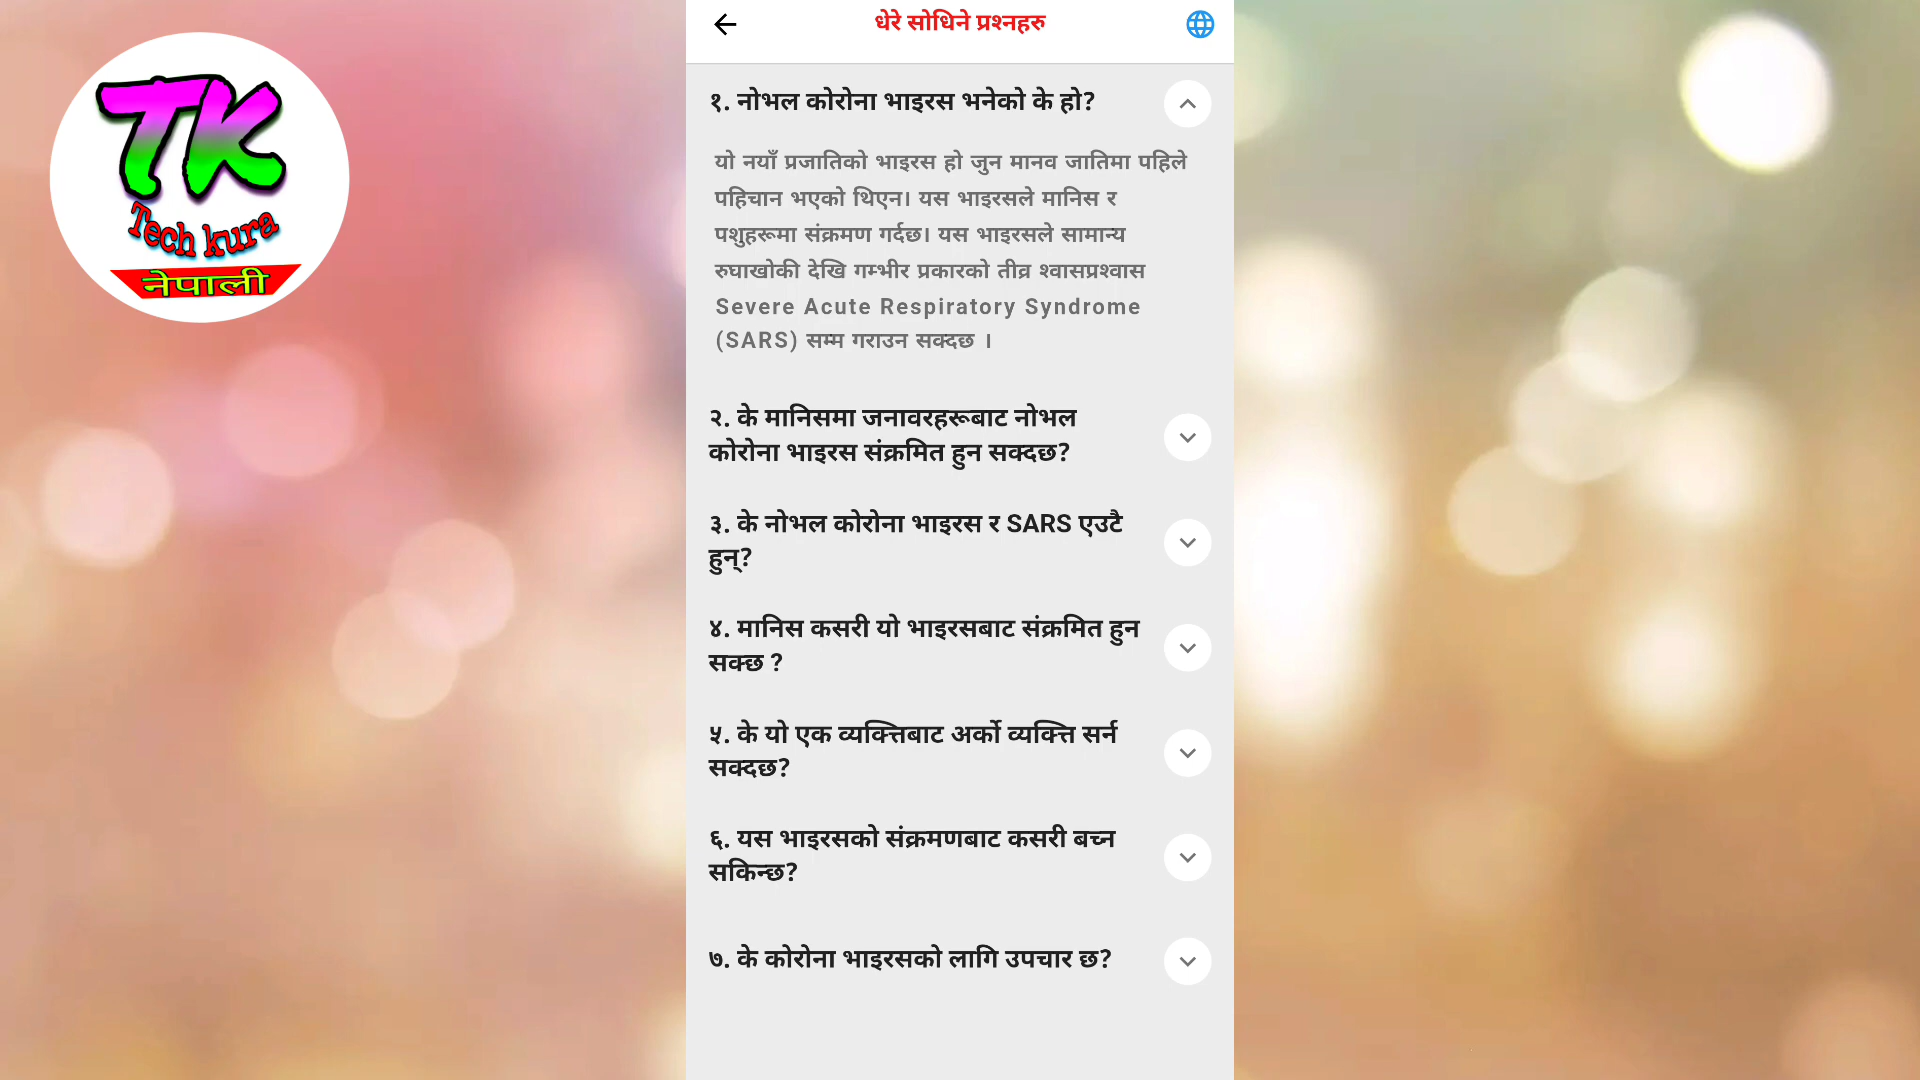 TK
Tech kura
नेपाली
धेरे सोधिने प्रश्नहरु
१. नोभल कोरोना भाइरस भनेको के हो?
यो नयाँ प्रजातिको भाइरस हो जुन मानव जातिमा पहिले
पहिचान भएको थिएन। यस भाइरसले मानिस र
पशुहरूमा संक्रमण गर्दछ। यस भाइरसले सामान्य
रुघाखोकी देखि गम्भीर प्रकारको तीव्र श्वासप्रश्वास
Severe Acute Respiratory Syndrome
(SARS) सम्म गराउन सक्दछ ।
२. के मानिसमा जनावरहरूबाट नोभल
कोरोना भाइरस संक्रमित हुन सक्दछ?
३. के नोभल कोरोना भाइरस र SARS एउटै
हुन्?
४. मानिस कसरी यो भाइरसबाट संक्रमित हुन
सक्छ ?
५. के यो एक व्यक्तिबाट अर्को व्यक्ति सर्न
सक्दछ?
६. यस भाइरसको संक्रमणबाट कसरी बच्न
सकिन्छ?
७. के कोरोना भाइरसको लागि उपचार छ?